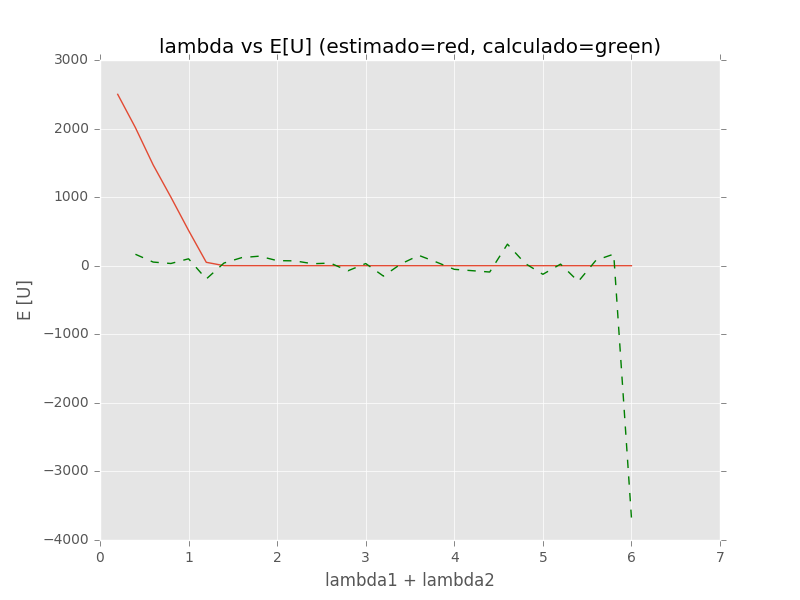 lambda vs E[U] (estimado=red, calculado=green)
3000
2000
1000
0
−1000
−2000
−3000
−4000
E [U]
0 1 2 3 4 5 6 7
lambda1 + lambda2